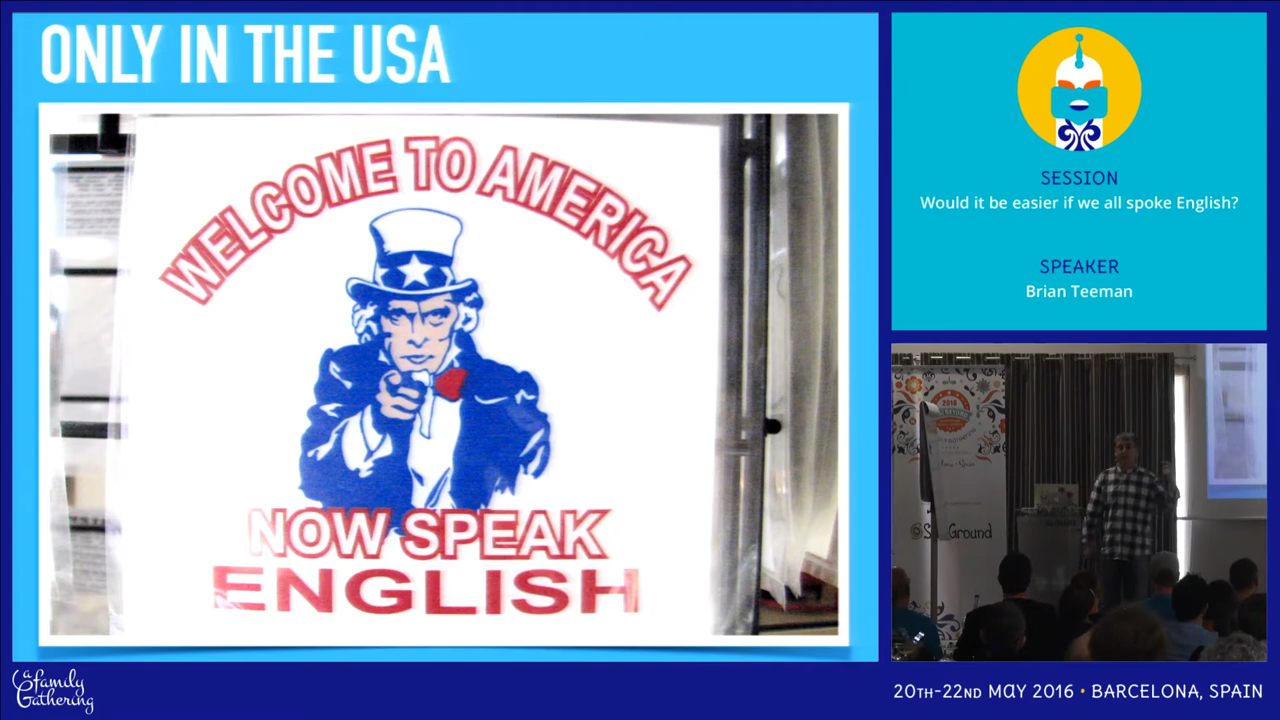 ONLY IN THE USA
WELCOME TO AMERICA
NOW SPEAK
ENGLISH
SESSION
Would it be easier if we all spoke English?
SPEAKER
Brian Teeman
2016
a family
Gathering
20TH-22ND MAY 2016 • BARCELONA, SPAIN